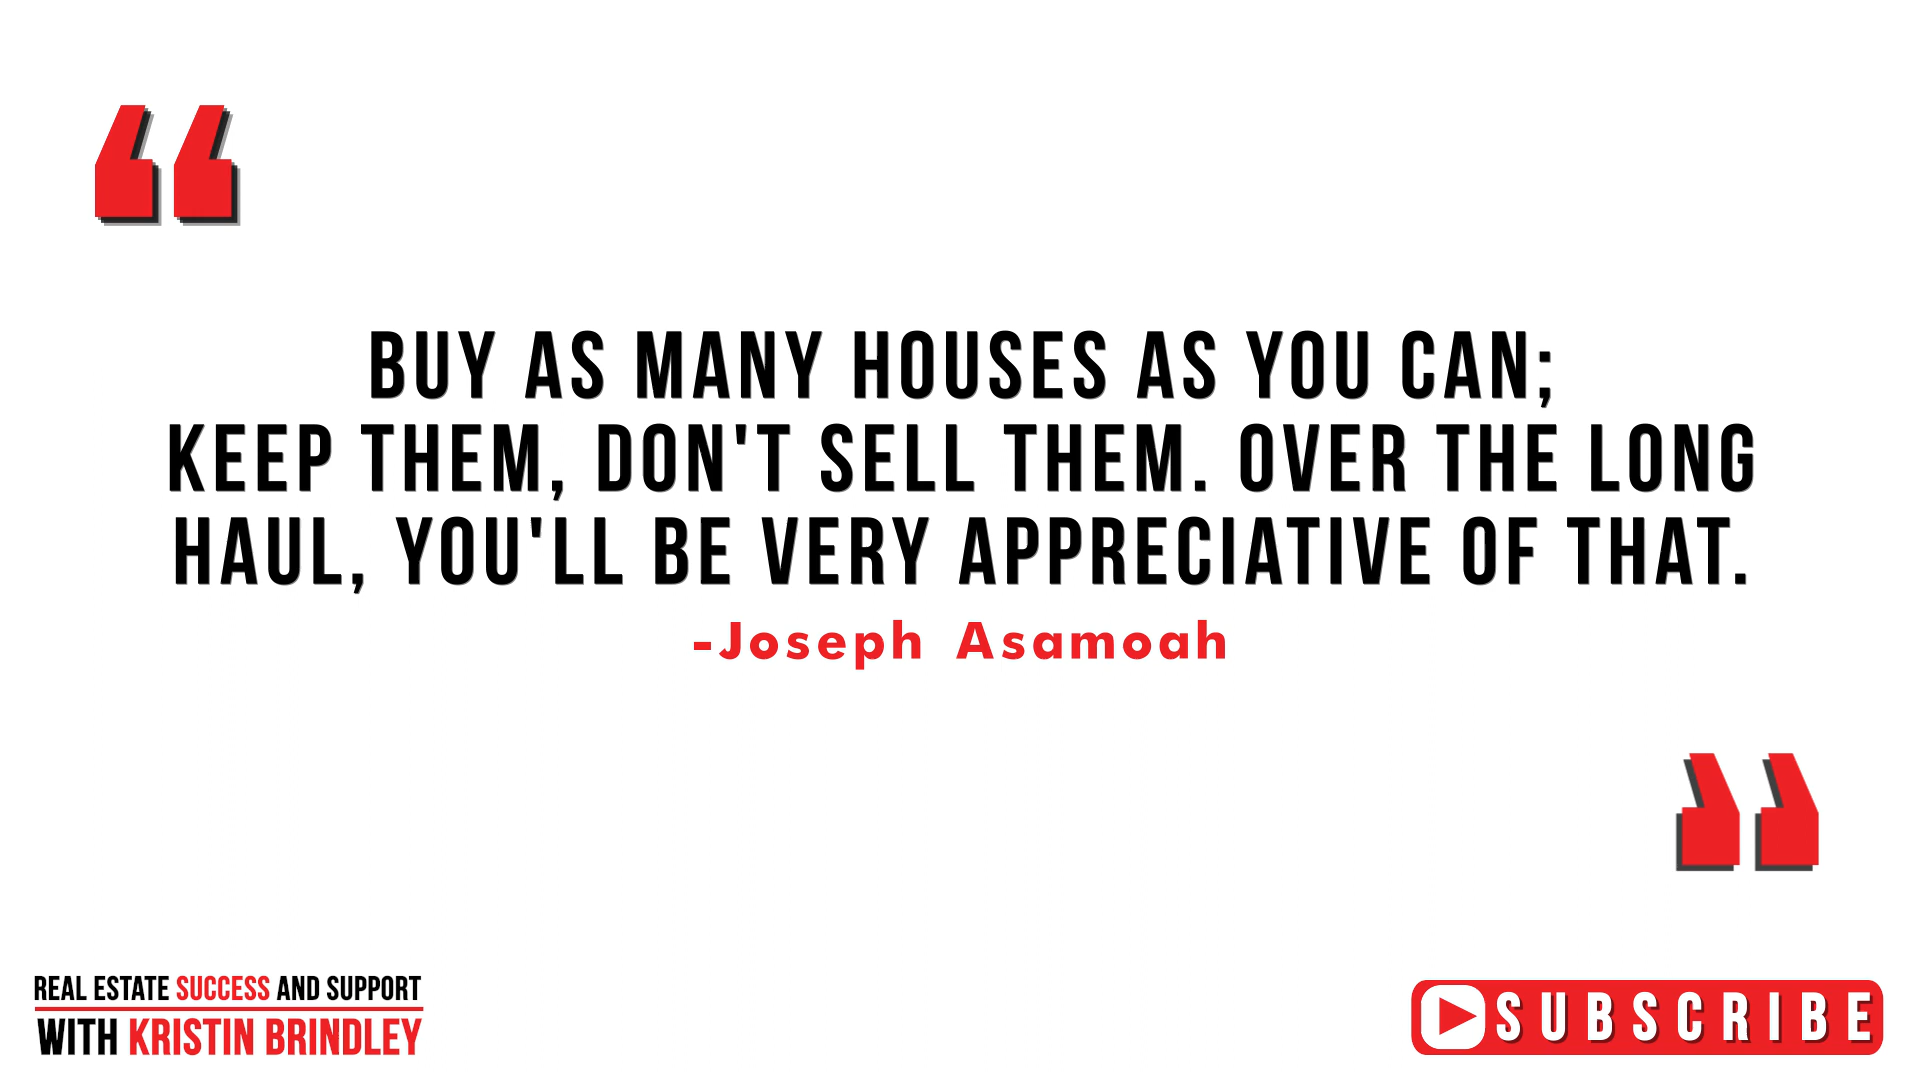 “
BUY AS MANY HOUSES AS YOU CAN;
KEEP THEM, DON'T SELL THEM. OVER THE LONG
HAUL, YOU'LL BE VERY APPRECIATIVE OF THAT.
-Joseph Asamoah
”
REAL ESTATE SUCCESS AND SUPPORT
WITH KRISTIN BRINDLEY
SUBSCRIBE